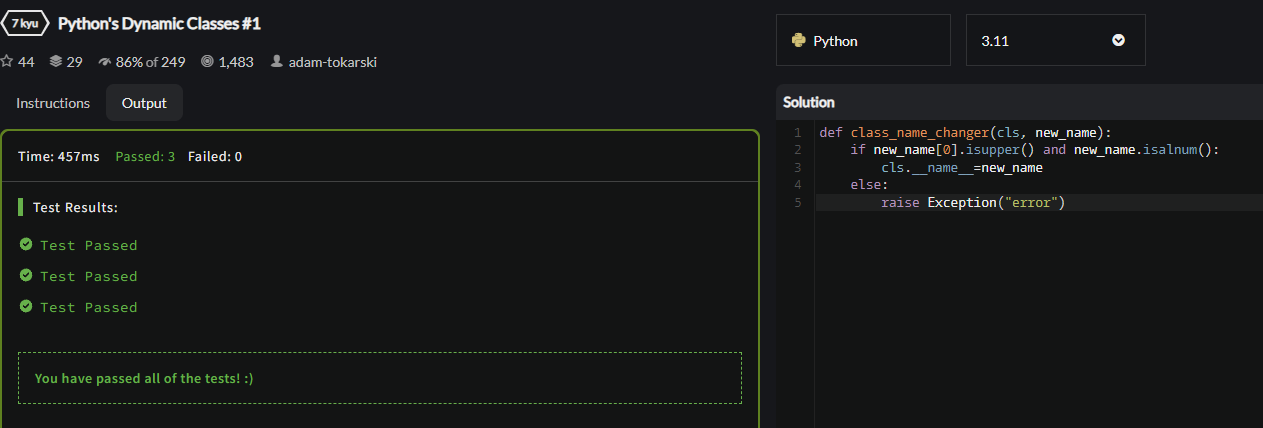 7 kyu Python's Dynamic Classes #1
44 29 86% of 249 1,483 adam-tokarski
Instructions Output
Time: 457ms Passed: 3 Failed: 0
Test Results:
Test Passed
Test Passed
Test Passed
You have passed all of the tests! :)
Python 3.11
Solution
1 def class_name_changer(cls, new_name):
2     if new_name[0].isupper() and new_name.isalnum():
3         cls.__name__=new_name
4     else:
5         raise Exception("error")